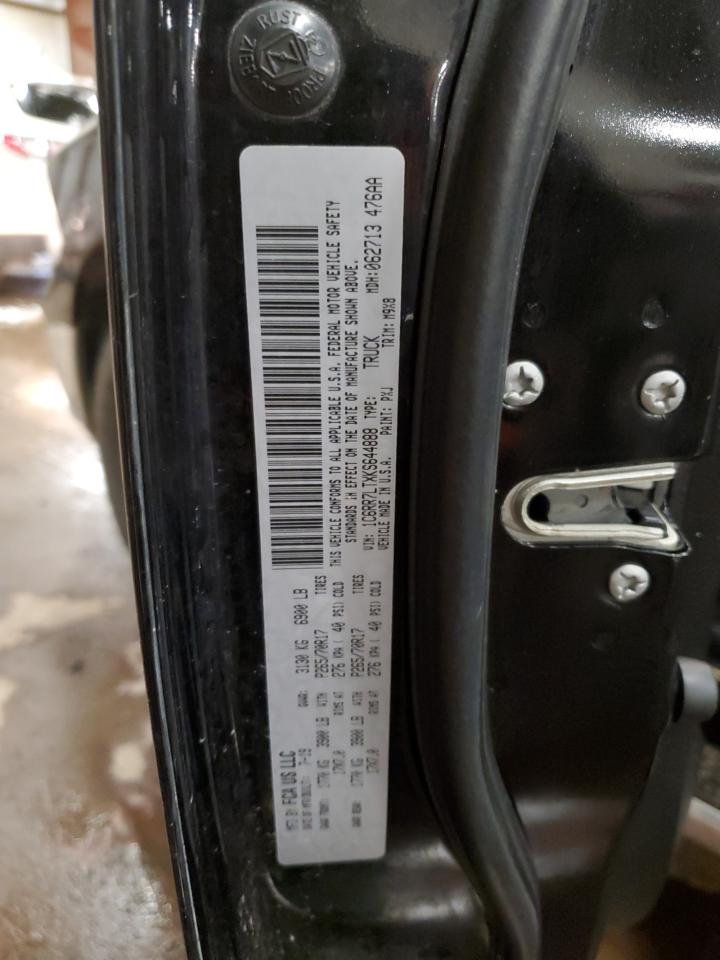 ZIEBART RUST PROOF
MFD BY FCA US LLC
DATE OF MFR(BUILT: 7-19 GVWR: 3130 KG 6900 LB
GAWR FRONT: 1770 KG 3900 LB WITH P265/70R17 TIRES
17X7.0 RIMS AT 276 KPA ( 40 PSI) COLD
GAWR REAR: 1770 KG 3900 LB WITH P265/70R17 TIRES
17X7.0 RIMS AT 276 KPA ( 40 PSI) COLD
THIS VEHICLE CONFORMS TO ALL APPLICABLE U.S.A. FEDERAL MOTOR VEHICLE SAFETY
STANDARDS IN EFFECT ON THE DATE OF MANUFACTURE SHOWN ABOVE.
VIN: 1C6RR7LTXKS644888 TYPE: TRUCK MDH:062713 476AA
VEHICLE MADE IN U.S.A. PAINT: PXJ TRIM: M9X8